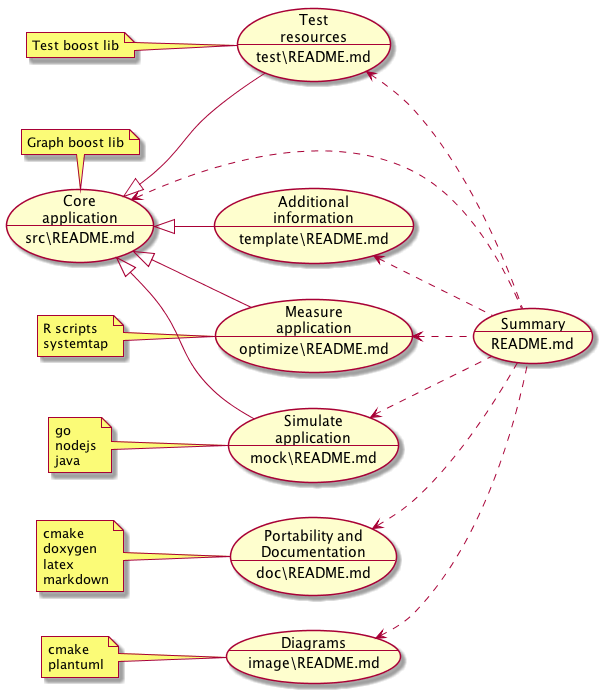 Test
resources
test\README.md
Test boost lib
Graph boost lib
Core
application
src\README.md
Additional
information
template\README.md
Measure
application
optimize\README.md
R scripts
systemtap
Summary
README.md
Simulate
application
mock\README.md
go
nodejs
java
Portability and
Documentation
doc\README.md
cmake
doxygen
latex
markdown
Diagrams
image\README.md
cmake
plantuml